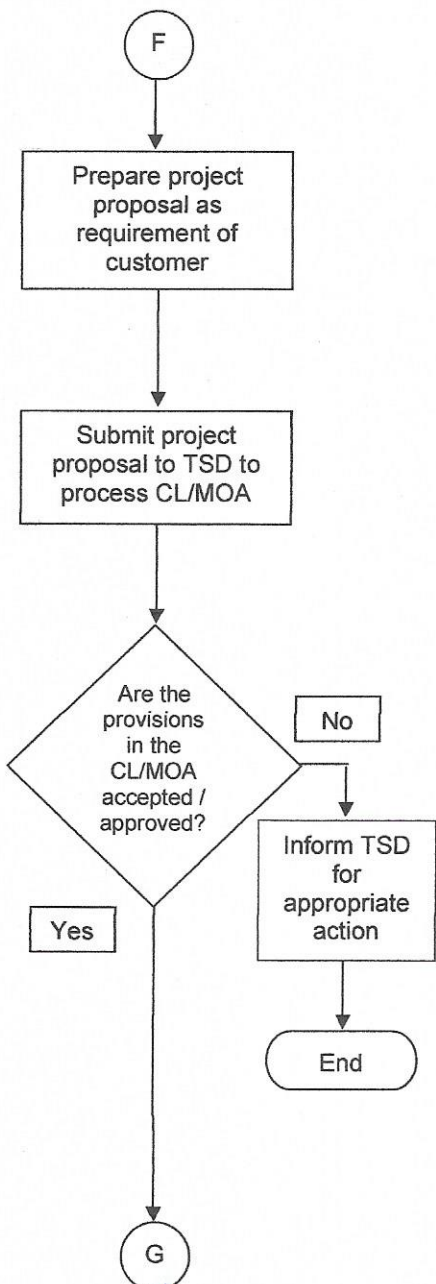 F
Prepare project
proposal as
requirement of
customer
Submit project
proposal to TSD to
process CL/MOA
Are the
provisions
in the
CL/MOA
accepted /
approved?
No
Inform TSD
for
appropriate
action
Yes
End
G